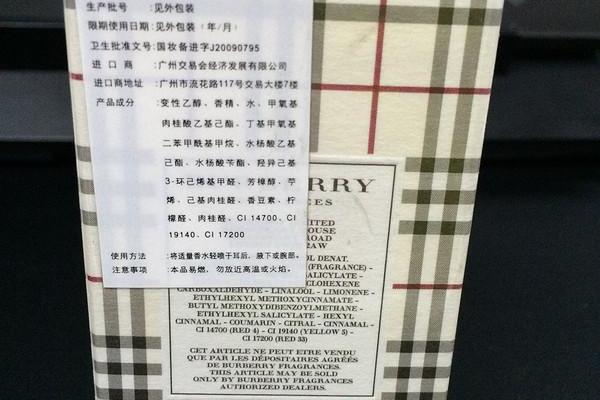 生产批号 :见外包装
限期使用日期:见外包装(年/月)
卫生批准文号:国妆备进字J20090795
进口商 :广州交易会经济发展有限公司
进口商地址 :广州市流花路117号交易大楼7楼
产品成分 :变性乙醇、香精、水、甲氧基
肉桂酸乙基己酯、丁基甲氧基
二苯甲酰基甲烷、水杨酸乙基
己酯、水杨酸苄酯、羟异己基
3-环己烯基甲醛、芳樟醇、苧
烯、己基肉桂醛、香豆素、柠
檬醛、肉桂醛、CI 14700、CI
19140、CI 17200
使用方法 :将适量香水轻喷于耳后、腋下或腕部。
注意事项 :本品易燃，勿放近高温或火焰。
RRY
CES
ITED
OUSE
ROAD
RAW
L DENAT.
(FRAGRANCE) -
SALICYLATE -
CLOHEXENE
CARBOXALDEHYDE - LINALOOL - LIMONENE -
ETHYLHEXYL METHOXYCINNAMATE -
BUTYL METHOXYDIBENZOYLMETHANE -
ETHYLHEXYL SALICYLATE - HEXYL
CINNAMAL - COUMARIN - CITRAL - CINNAMAL -
CI 14700 (RED 4) - CI 19140 (YELLOW 5) -
CI 17200 (RED 33)
CET ARTICLE NE PEUT ETRE VENDU
QUE PAR LES DÉPOSITAIRES AGRÉÉS
DE BURBERRY FRAGRANCES.
THIS ARTICLE MAY BE SOLD
ONLY BY BURBERRY FRAGRANCES
AUTHORIZED DEALERS.